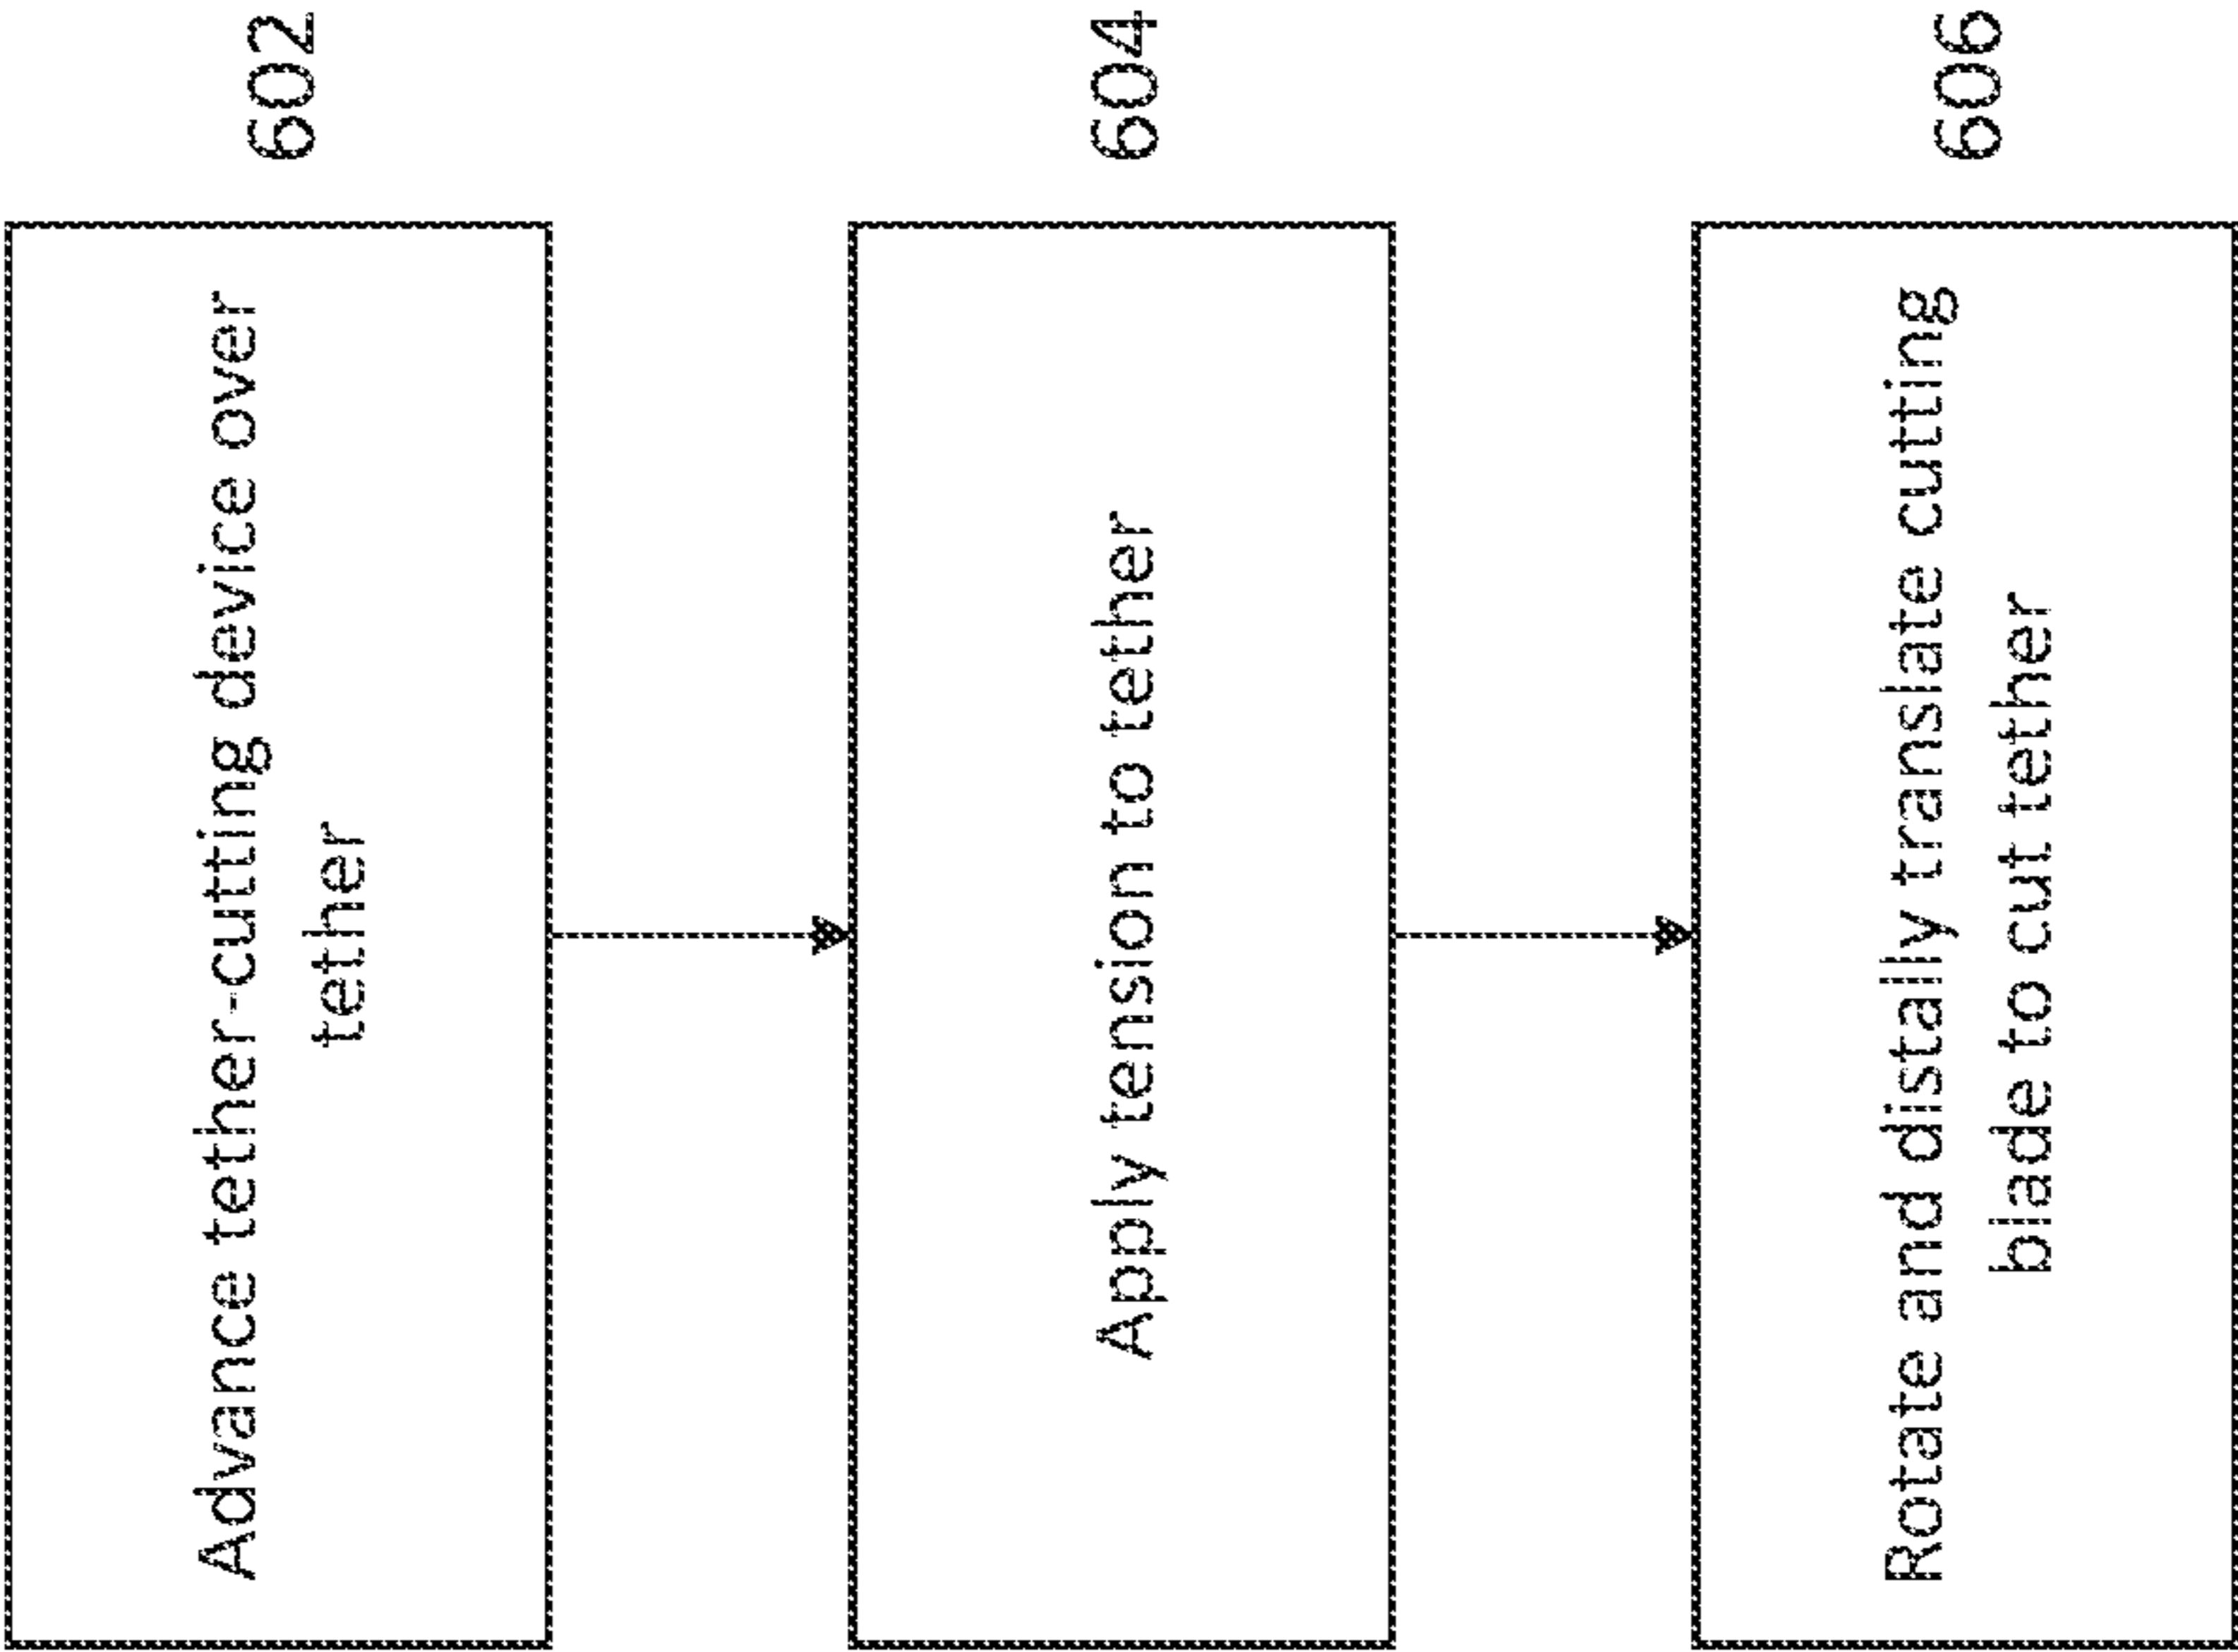 Advance tether-cutting device over
tether
602
Apply tension to tether
604
Rotate and distally translate cutting
blade to cut tether
606